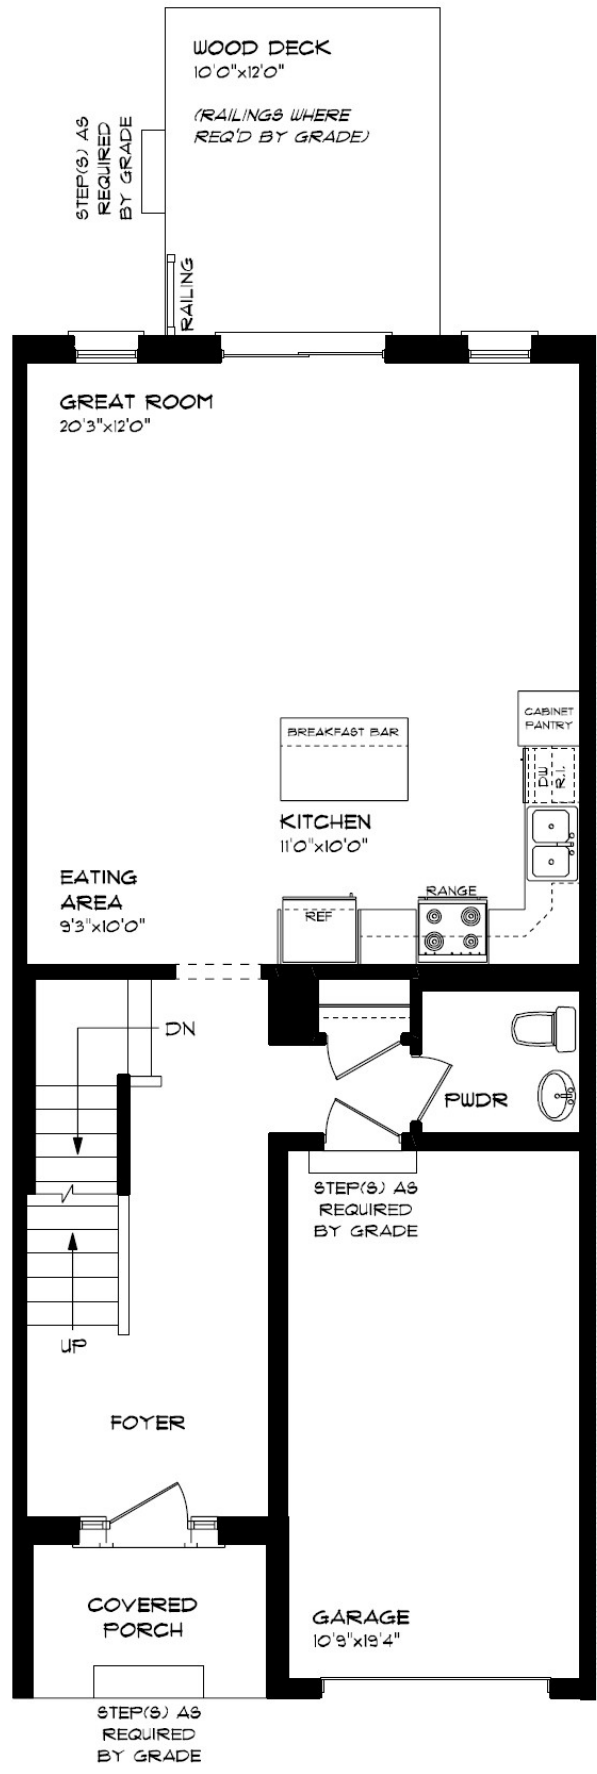 WOOD DECK
10'0"x12'0"
(RAILINGS WHERE
REQ'D BY GRADE)
STEP(S) AS
REQUIRED
BY GRADE
RAILING
GREAT ROOM
20'3"x12'0"
CABINET
PANTRY
BREAKFAST BAR
DW
R.I.
KITCHEN
11'0"x10'0"
EATING
AREA
9'3"x10'0"
RANGE
REF
DN
PWDR
STEP(S) AS
REQUIRED
BY GRADE
UP
FOYER
COVERED
PORCH
GARAGE
10'9"x19'4"
STEP(S) AS
REQUIRED
BY GRADE